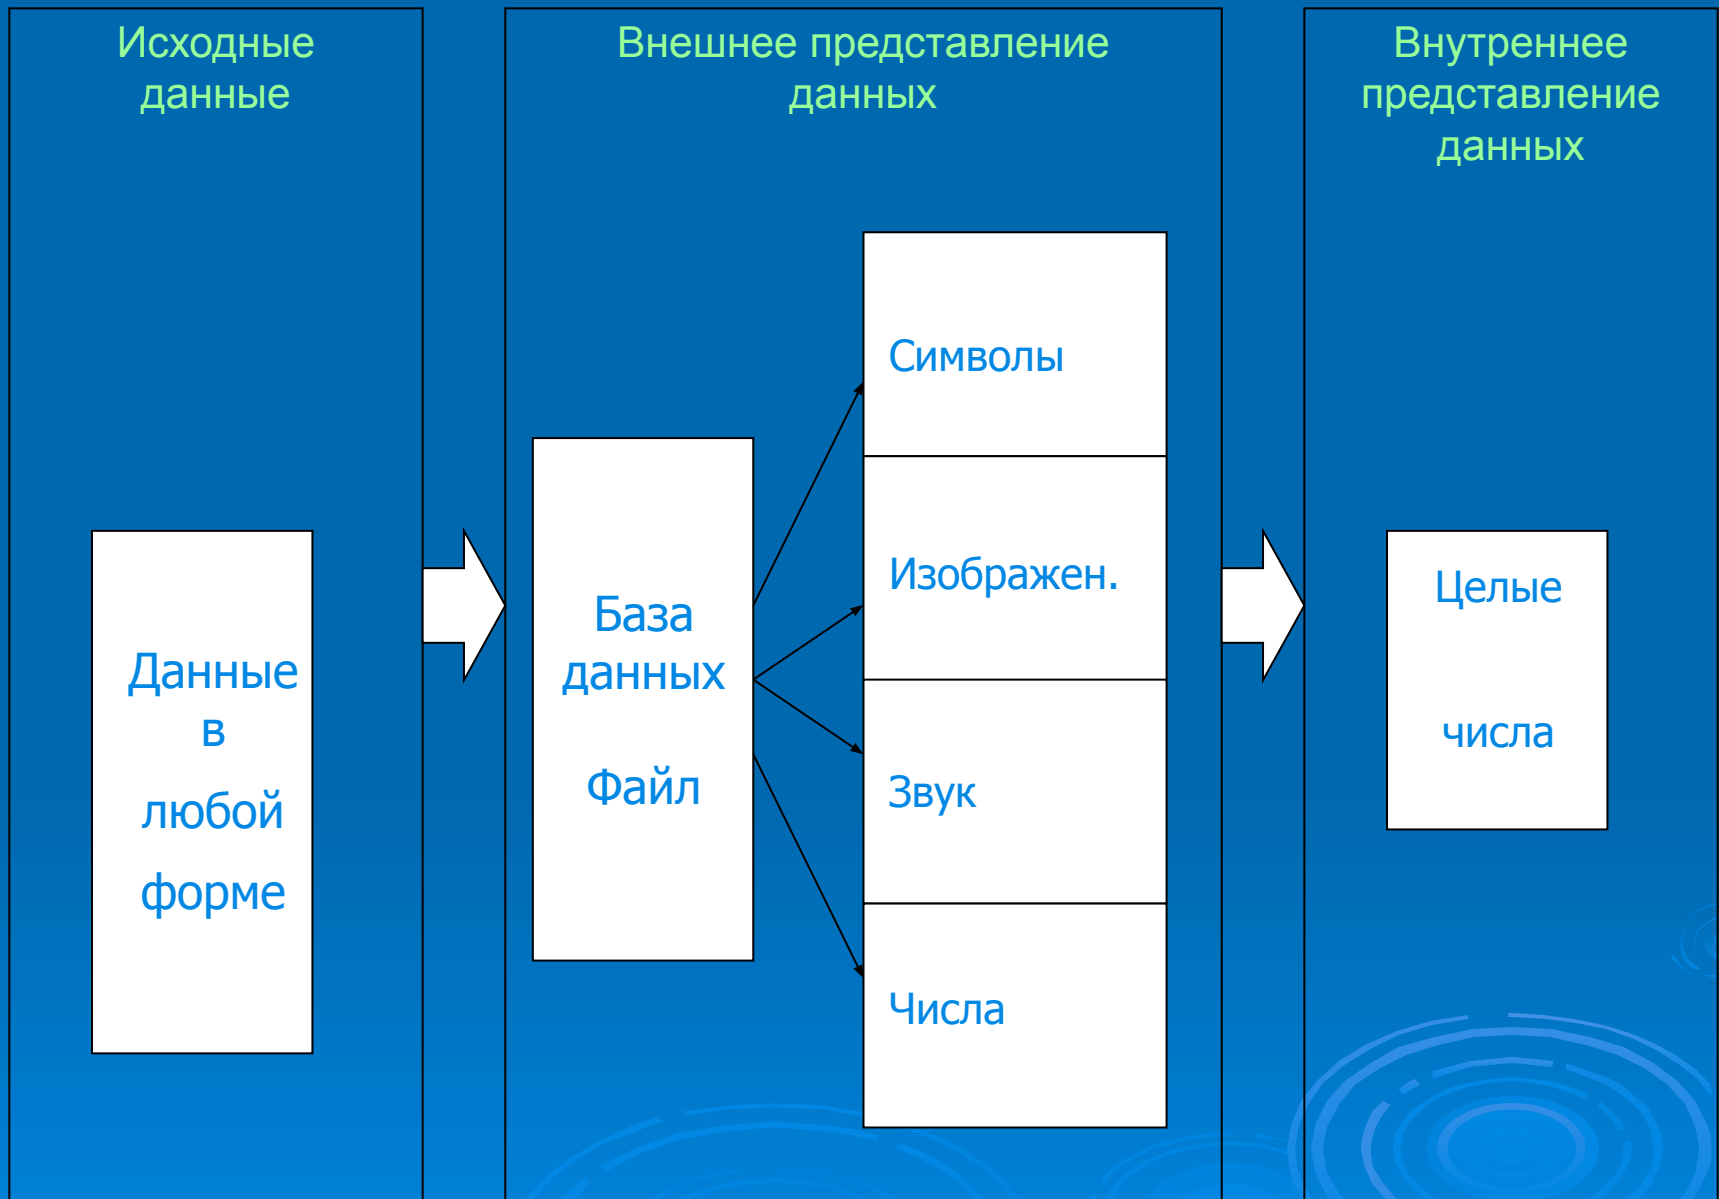 Исходные
данные
Внешнее представление
данных
Внутреннее
представление
данных
Данные
в
любой
форме
База
данных
Файл
Символы
Изображен.
Звук
Числа
Целые
числа